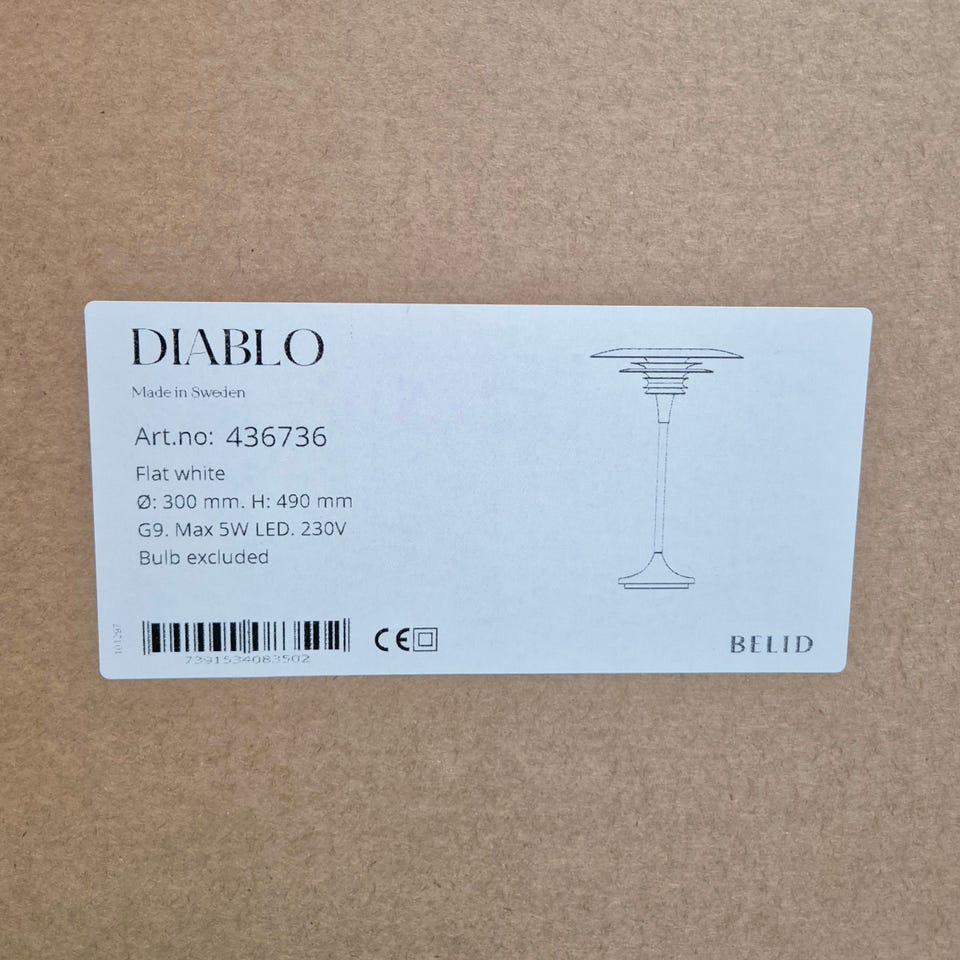 DIABLO
Made in Sweden
Art.no: 436736
Flat white
Ø: 300 mm. H: 490 mm
G9. Max 5W LED. 230V
Bulb excluded
101297
7391534083502
CE
BELID